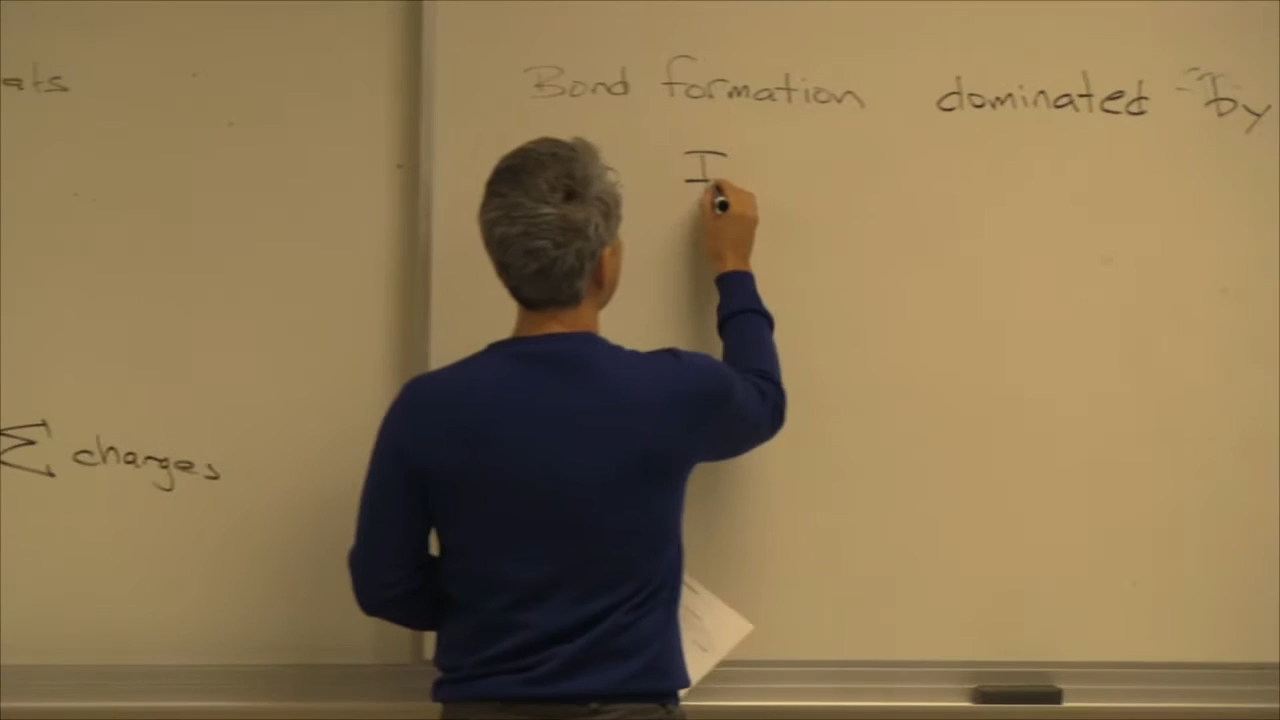 ats
Σ charges
Bond formation dominated by
I